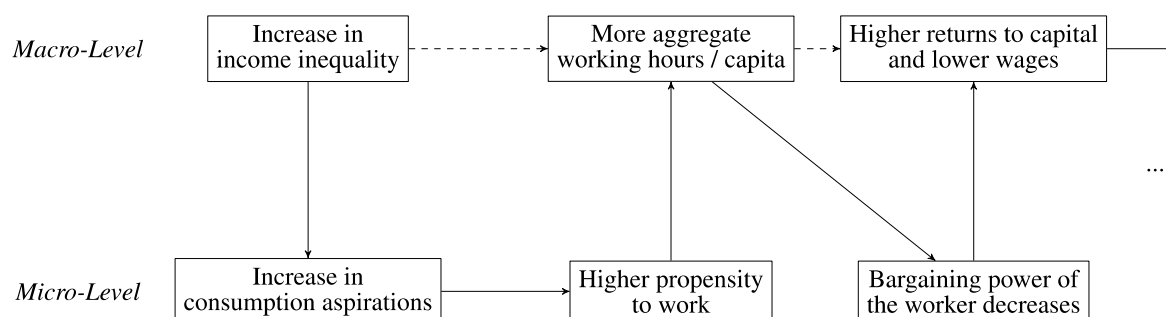 Macro-Level
Increase in
income inequality
More aggregate
working hours / capita
Higher returns to capital
and lower wages
...
Micro-Level
Increase in
consumption aspirations
Higher propensity
to work
Bargaining power of
the worker decreases